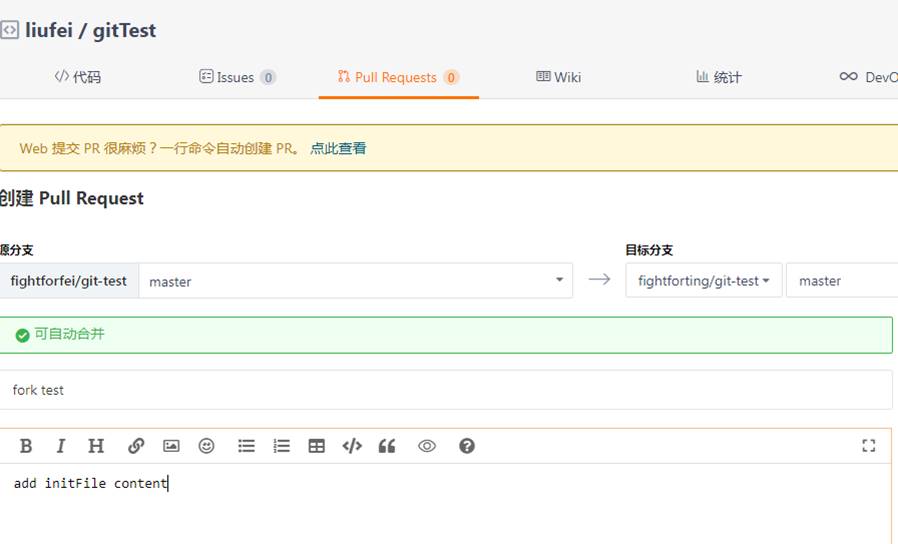 liufei / gitTest
代码 Issues 0 Pull Requests 0 Wiki 统计 DevO
Web 提交 PR 很麻烦？一行命令自动创建 PR。 点此查看
创建 Pull Request
源分支 目标分支
fightforfei/git-test master fightforting/git-test master
可自动合并
fork test
B I H
add initFile content